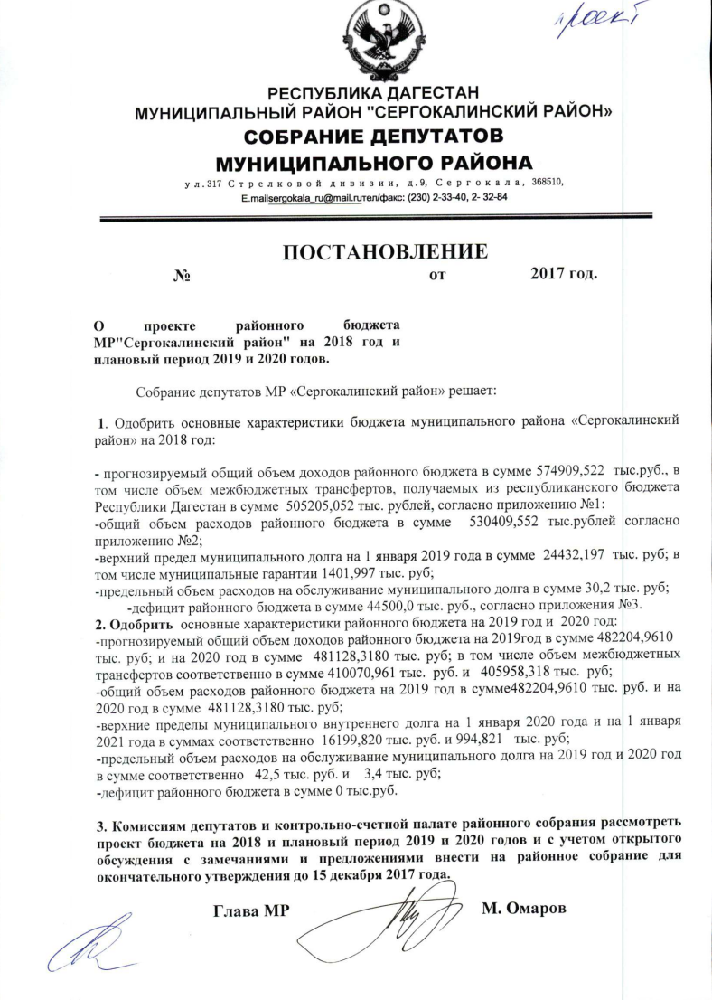 проект
РЕСПУБЛИКА ДАГЕСТАН
МУНИЦИПАЛЬНЫЙ РАЙОН "СЕРГОКАЛИНСКИЙ РАЙОН»
СОБРАНИЕ ДЕПУТАТОВ
МУНИЦИПАЛЬНОГО РАЙОНА
ул.317 Стрелковой дивизии, д.9, Сергокала, 368510,
E.mailsergokala_ru@mail.ruтел/факс: (230) 2-33-40, 2- 32-84
ПОСТАНОВЛЕНИЕ
№ от 2017 год.
О проекте районного бюджета
МР"Сергокалинский район" на 2018 год и
плановый период 2019 и 2020 годов.
Собрание депутатов МР «Сергокалинский район» решает:
1. Одобрить основные характеристики бюджета муниципального района «Сергокалинский
район» на 2018 год:
- прогнозируемый общий объем доходов районного бюджета в сумме 574909,522 тыс.руб., в
том числе объем межбюджетных трансфертов, получаемых из республиканского бюджета
Республики Дагестан в сумме 505205,052 тыс. рублей, согласно приложению №1:
-общий объем расходов районного бюджета в сумме 530409,552 тыс.рублей согласно
приложению №2;
-верхний предел муниципального долга на 1 января 2019 года в сумме 24432,197 тыс. руб; в
том числе муниципальные гарантии 1401,997 тыс. руб;
-предельный объем расходов на обслуживание муниципального долга в сумме 30,2 тыс. руб;
-дефицит районного бюджета в сумме 44500,0 тыс. руб., согласно приложения №3.
2. Одобрить основные характеристики районного бюджета на 2019 год и 2020 год:
-прогнозируемый общий объем доходов районного бюджета на 2019год в сумме 482204,9610
тыс. руб; и на 2020 год в сумме 481128,3180 тыс. руб; в том числе объем межбюджетных
трансфертов соответственно в сумме 410070,961 тыс. руб. и 405958,318 тыс. руб;
-общий объем расходов районного бюджета на 2019 год в сумме482204,9610 тыс. руб. и на
2020 год в сумме 481128,3180 тыс. руб;
-верхние пределы муниципального внутреннего долга на 1 января 2020 года и на 1 января
2021 года в суммах соответственно 16199,820 тыс. руб. и 994,821 тыс. руб;
-предельный объем расходов на обслуживание муниципального долга на 2019 год и 2020 год
в сумме соответственно 42,5 тыс. руб. и 3,4 тыс. руб;
-дефицит районного бюджета в сумме 0 тыс.руб.
3. Комиссиям депутатов и контрольно-счетной палате районного собрания рассмотреть
проект бюджета на 2018 и плановый период 2019 и 2020 годов и с учетом открытого
обсуждения с замечаниями и предложениями внести на районное собрание для
окончательного утверждения до 15 декабря 2017 года.
Глава МР М. Омаров